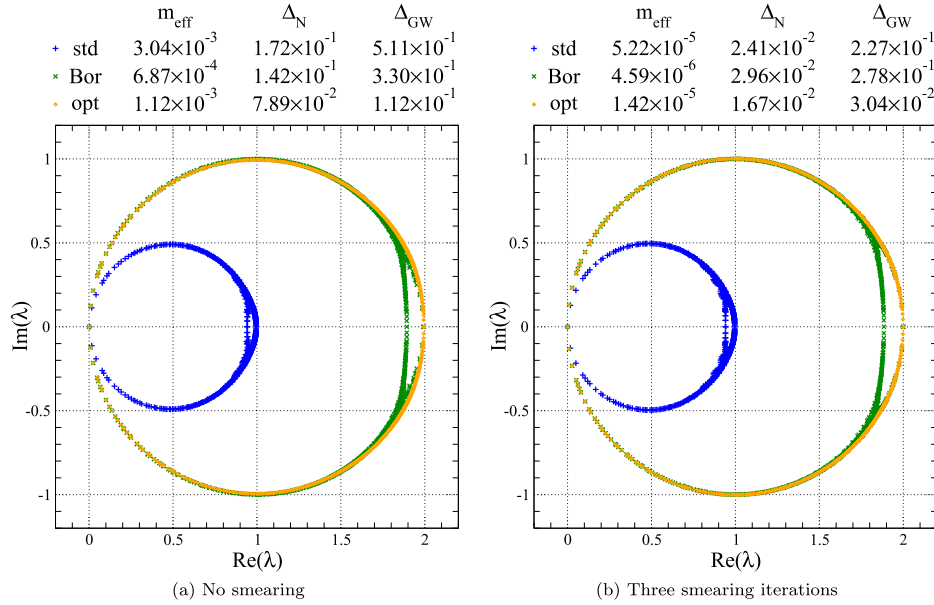 m_eff Δ_N Δ_GW
+ std 3.04×10⁻³ 1.72×10⁻¹ 5.11×10⁻¹
× Bor 6.87×10⁻⁴ 1.42×10⁻¹ 3.30×10⁻¹
opt 1.12×10⁻³ 7.89×10⁻² 1.12×10⁻¹
1
0.5
0
-0.5
-1
Im(λ)
0 0.5 1 1.5 2
Re(λ)
(a) No smearing
m_eff Δ_N Δ_GW
+ std 5.22×10⁻⁵ 2.41×10⁻² 2.27×10⁻¹
× Bor 4.59×10⁻⁶ 2.96×10⁻² 2.78×10⁻¹
opt 1.42×10⁻⁵ 1.67×10⁻² 3.04×10⁻²
1
0.5
0
-0.5
-1
Im(λ)
0 0.5 1 1.5 2
Re(λ)
(b) Three smearing iterations